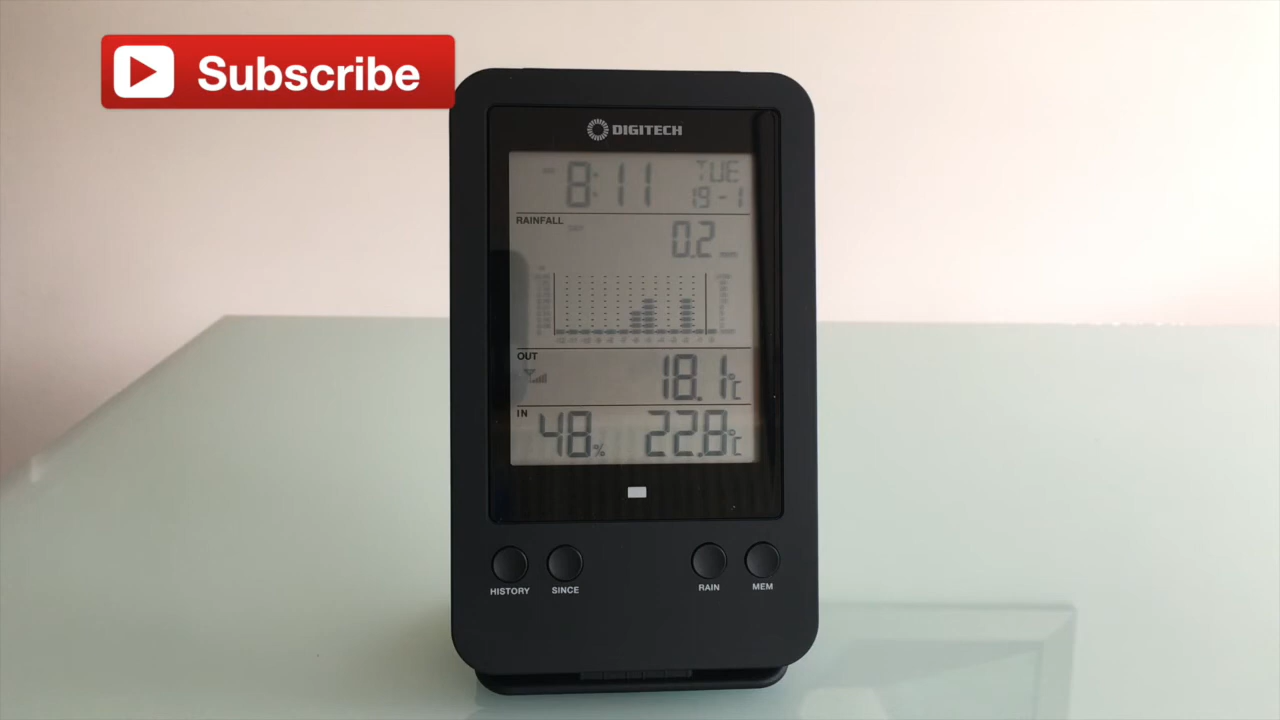 Subscribe
DIGITECH
8:11
TUE
19-1
RAINFALL
0.2
OUT
18.1°C
IN
48%
22.8°C
HISTORY
SINCE
RAIN
MEM